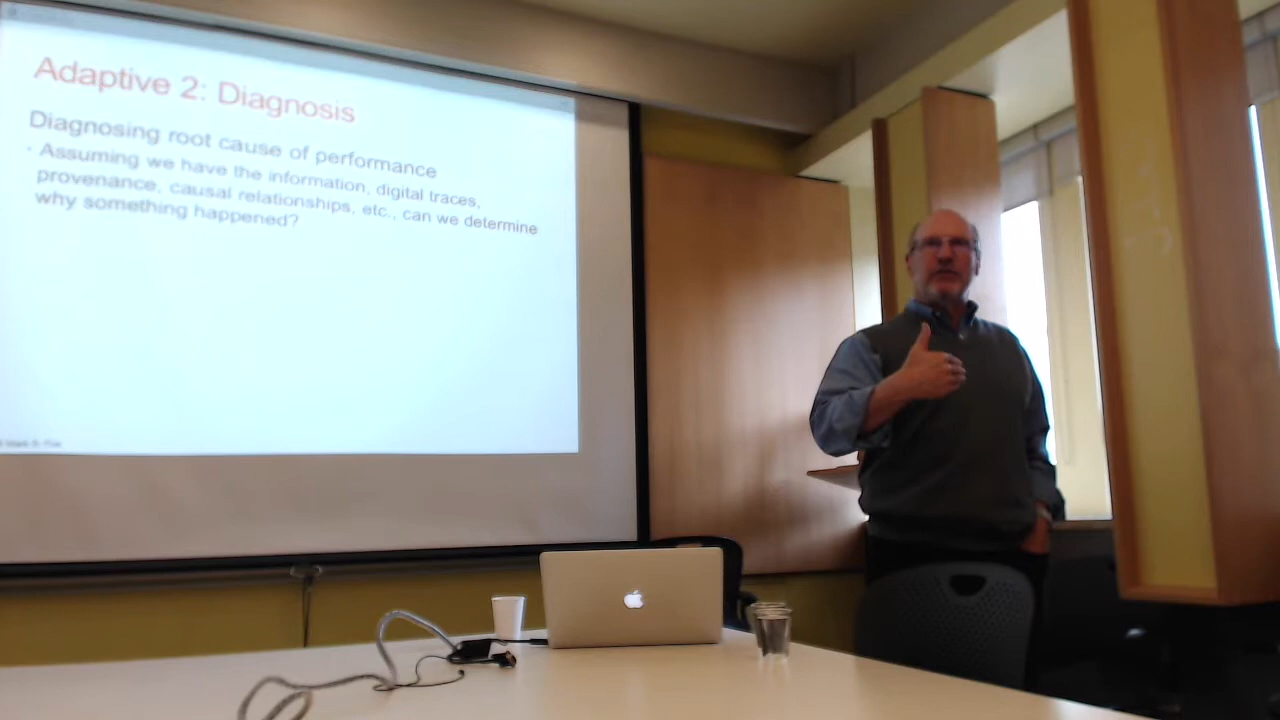 Adaptive 2: Diagnosis
Diagnosing root cause of performance
· Assuming we have the information, digital traces,
provenance, causal relationships, etc., can we determine
why something happened?